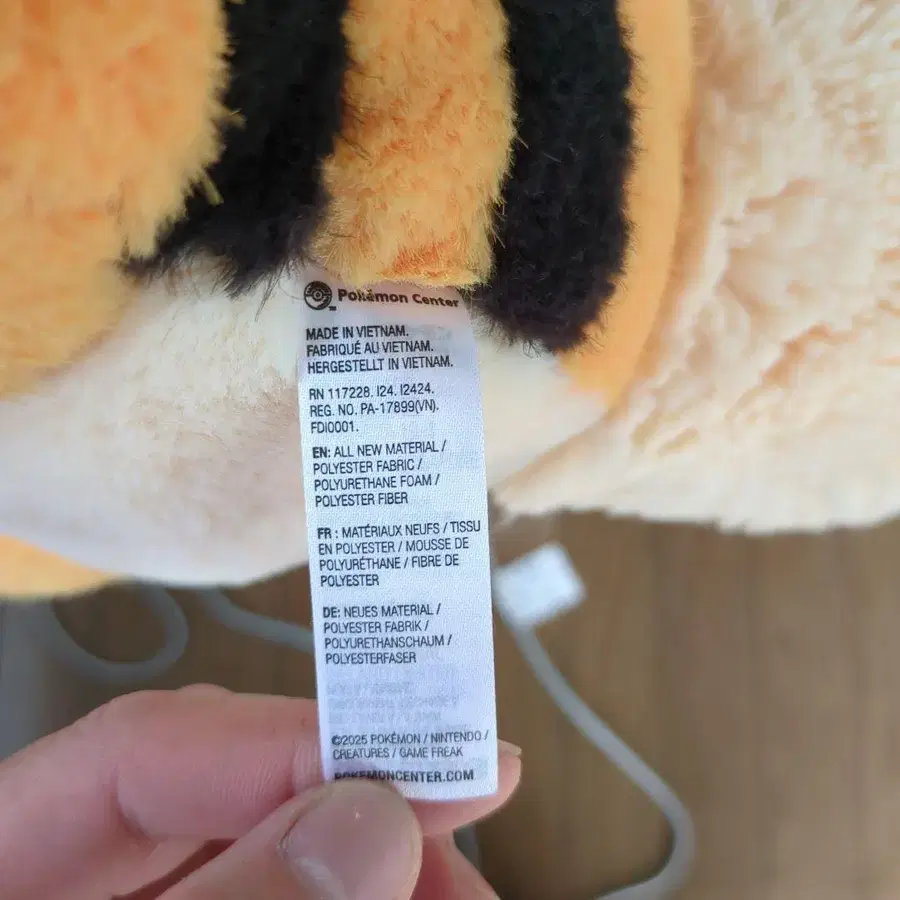 Pokémon Center
MADE IN VIETNAM.
FABRIQUÉ AU VIETNAM.
HERGESTELLT IN VIETNAM.
RN 117228. I24. I2424.
REG. NO. PA-17899(VN).
FDI0001.
EN: ALL NEW MATERIAL /
POLYESTER FABRIC /
POLYURETHANE FOAM /
POLYESTER FIBER
FR : MATÉRIAUX NEUFS / TISSU
EN POLYESTER / MOUSSE DE
POLYURÉTHANE / FIBRE DE
POLYESTER
DE: NEUES MATERIAL /
POLYESTER FABRIK /
POLYURETHANSCHAUM /
POLYESTERFASER
©2025 POKÉMON / NINTENDO /
CREATURES / GAME FREAK
POKEMONCENTER.COM